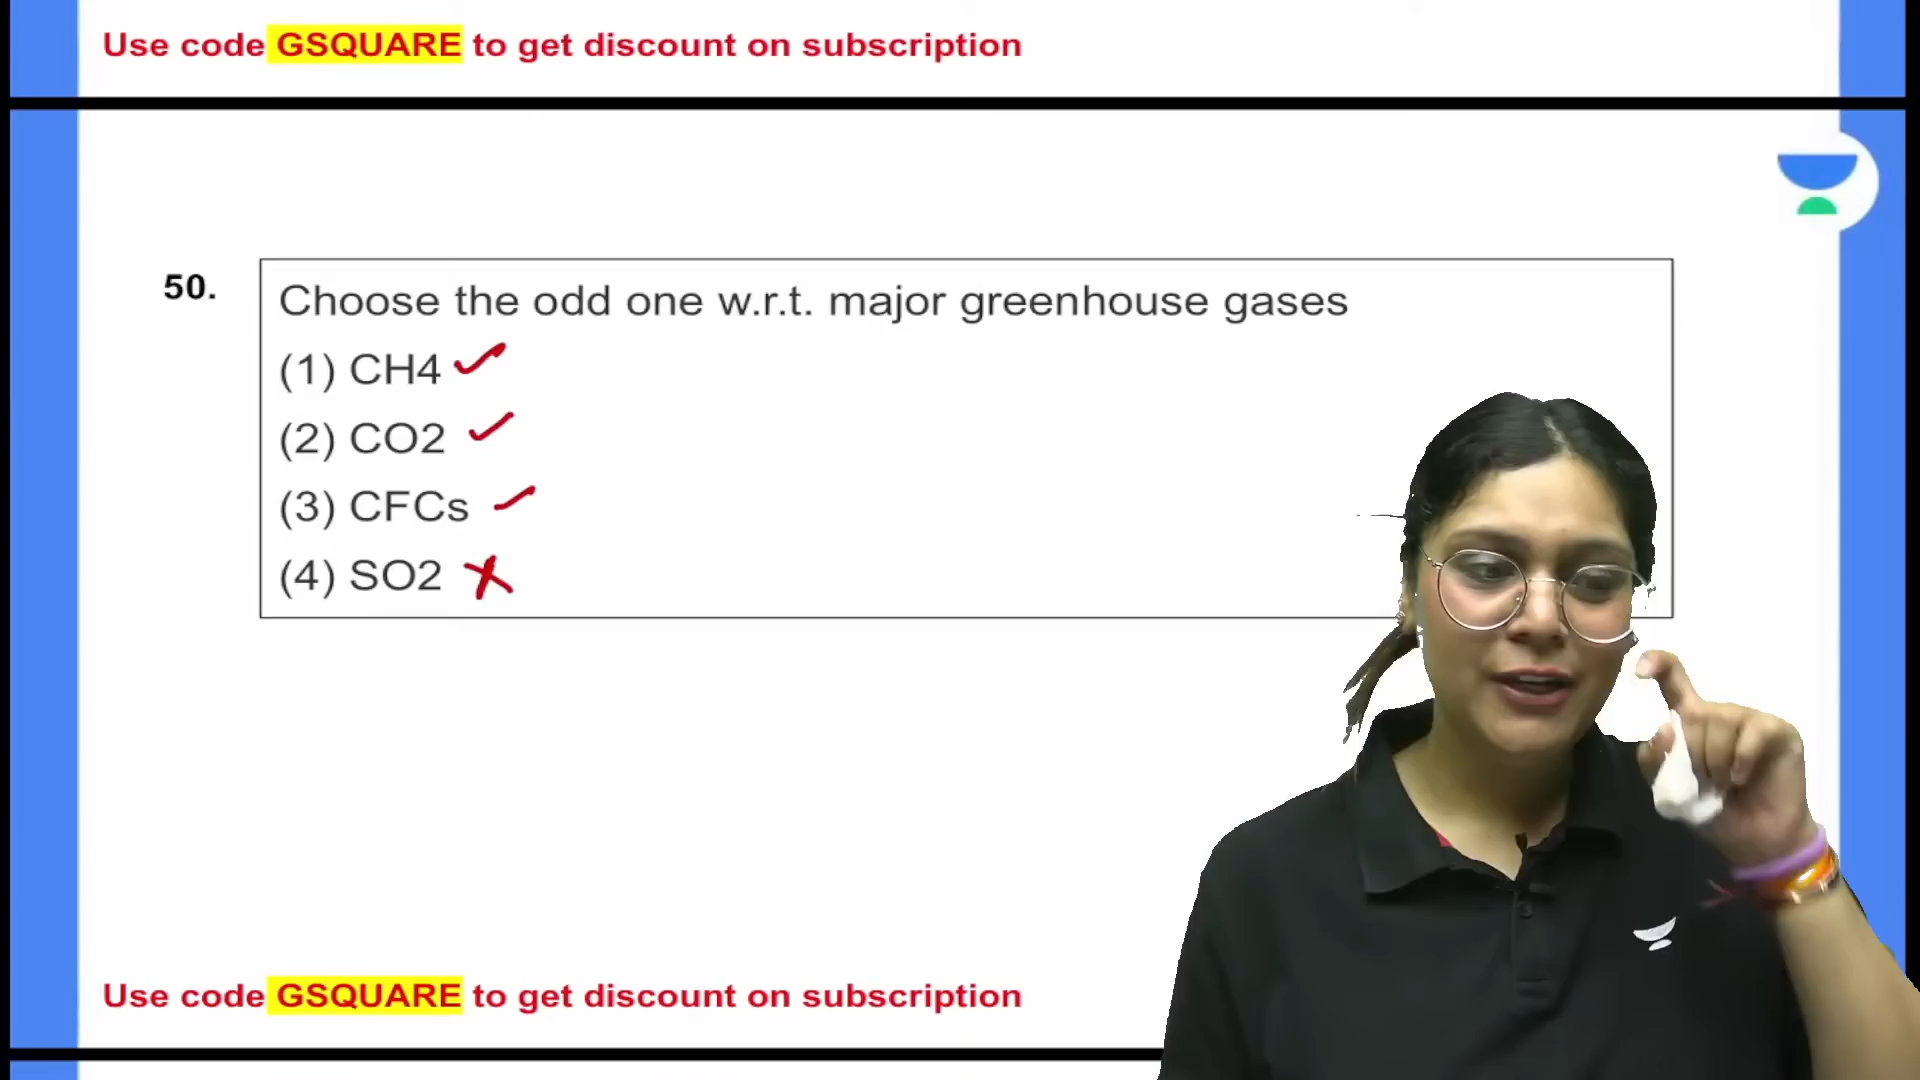 Use code GSQUARE to get discount on subscription
50.
Choose the odd one w.r.t. major greenhouse gases
(1) CH4
(2) CO2
(3) CFCs
(4) SO2
Use code GSQUARE to get discount on subscription